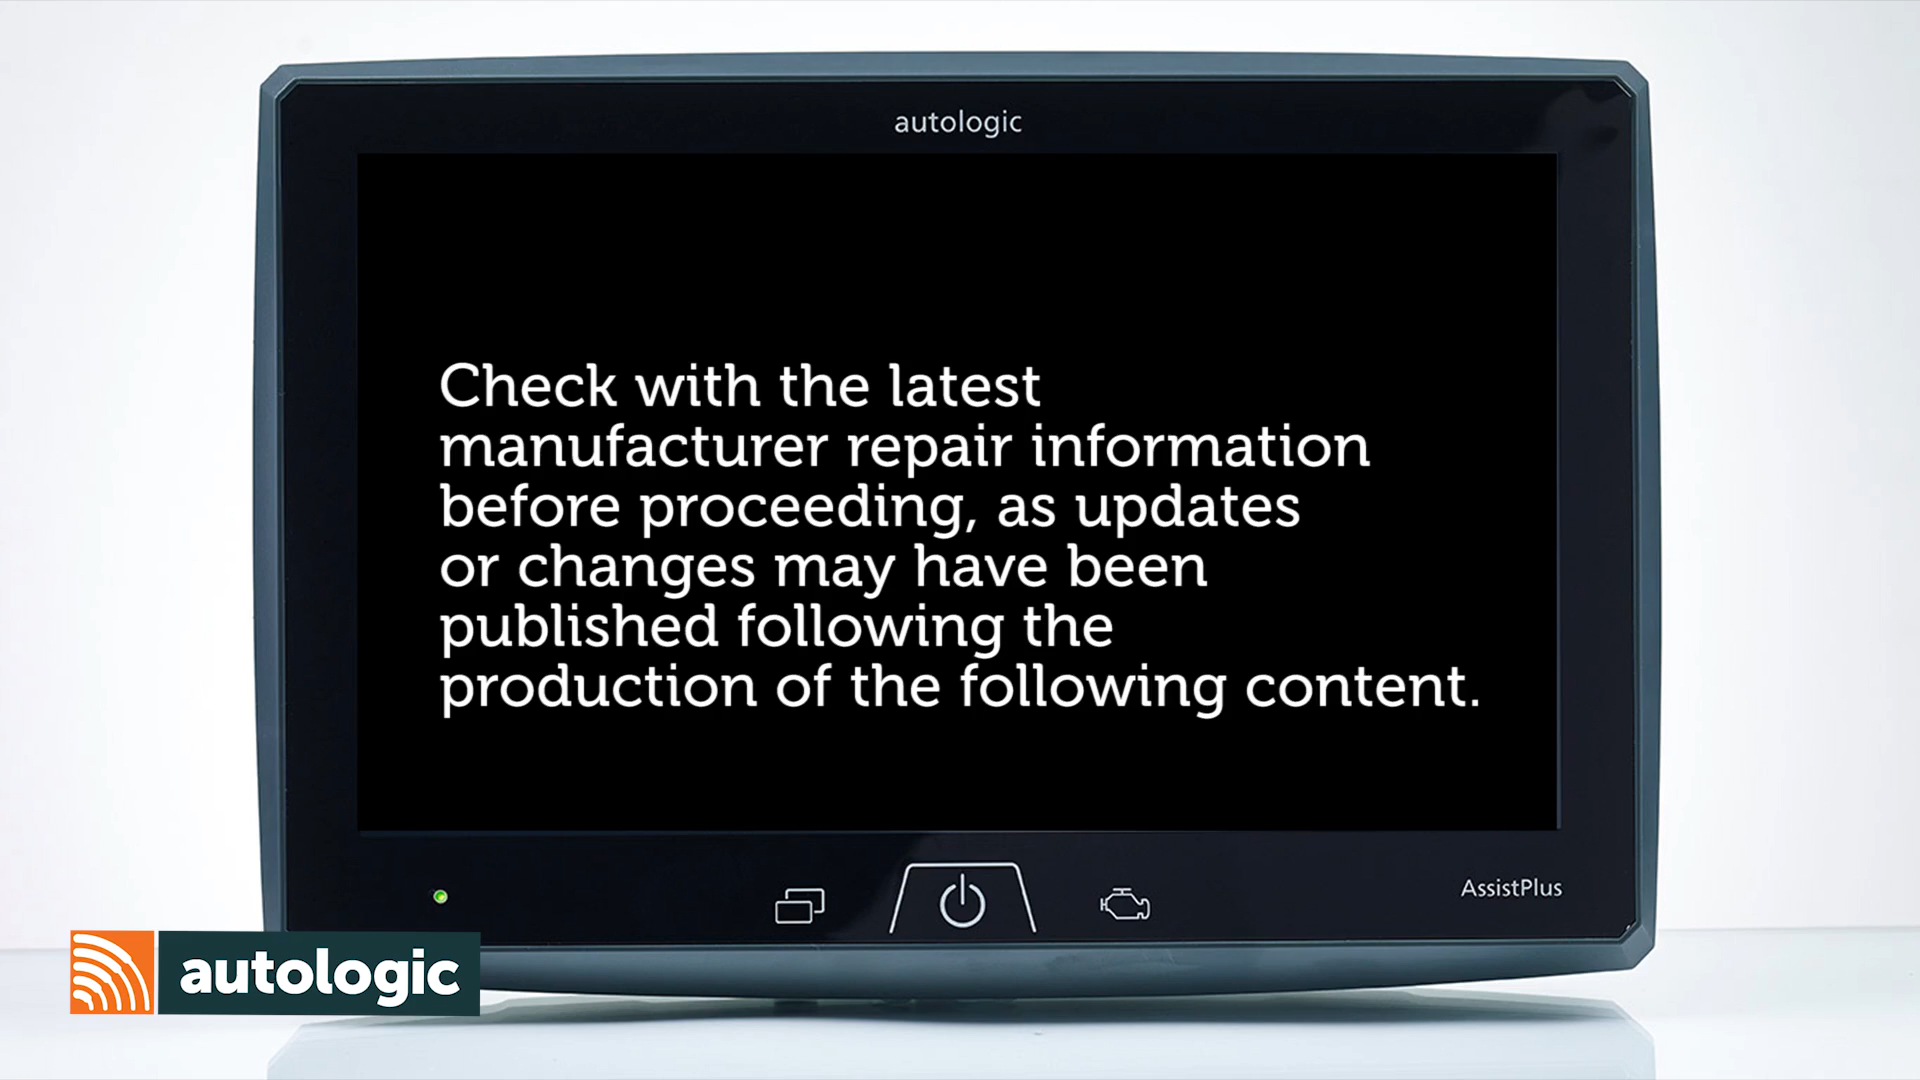 autologic
Check with the latest
manufacturer repair information
before proceeding, as updates
or changes may have been
published following the
production of the following content.
AssistPlus
autologic